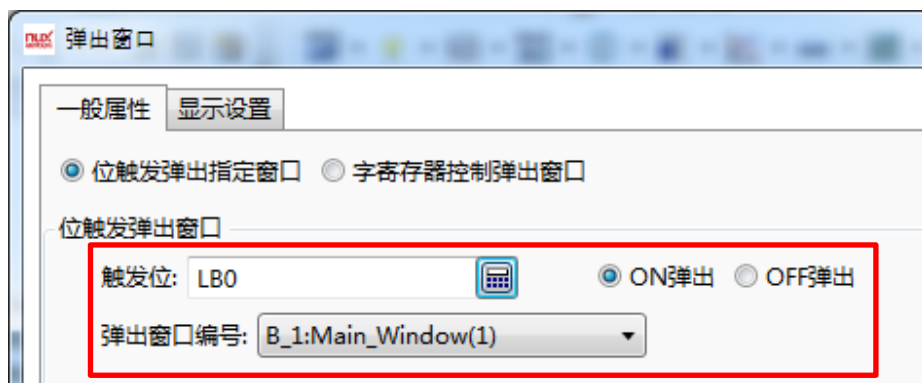 弹出窗口
一般属性 显示设置
位触发弹出指定窗口 字寄存器控制弹出窗口
位触发弹出窗口
触发位: LB0 ON弹出 OFF弹出
弹出窗口编号: B_1:Main_Window(1)